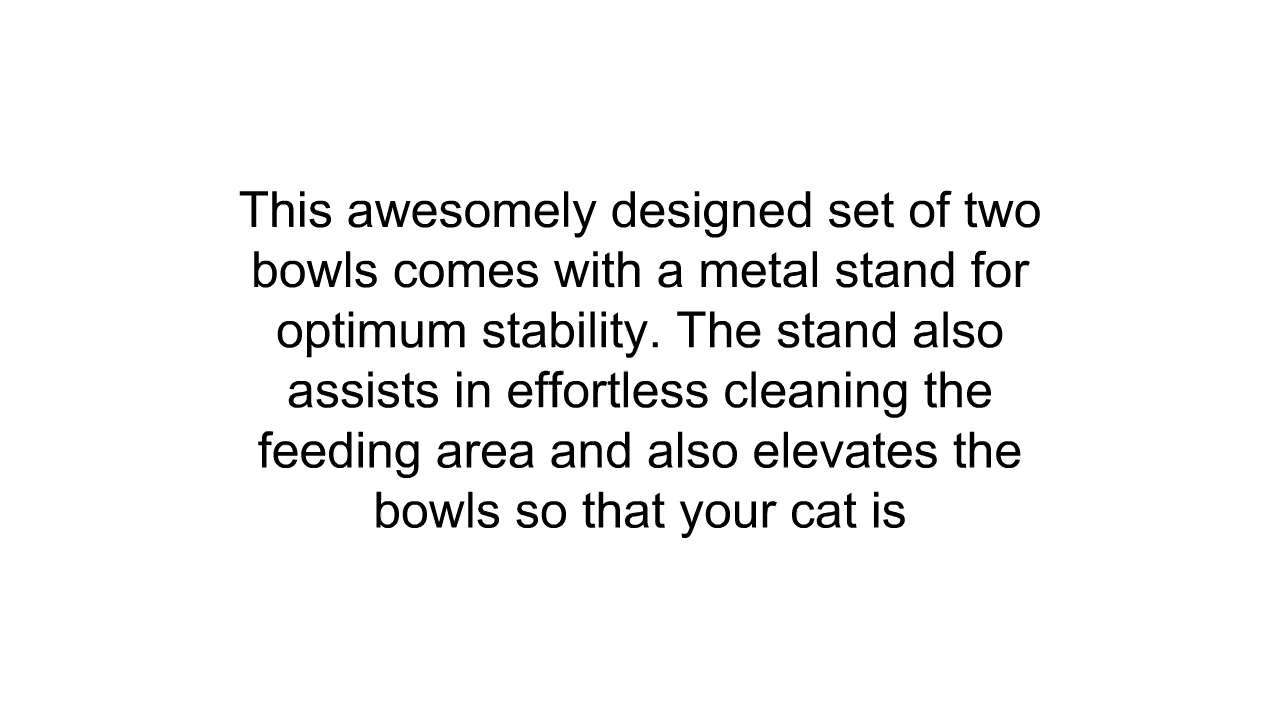 This awesomely designed set of two
bowls comes with a metal stand for
optimum stability. The stand also
assists in effortless cleaning the
feeding area and also elevates the
bowls so that your cat is